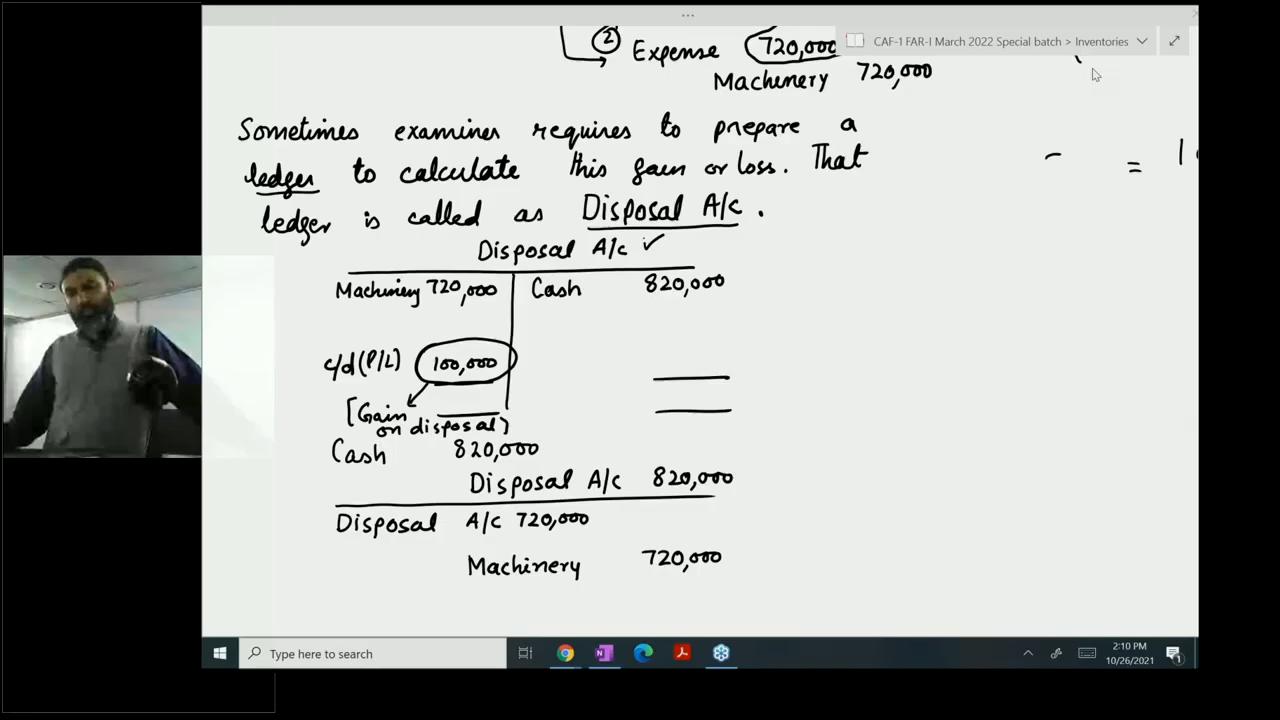 ② Expense 720,000
CAF-1 FAR-I March 2022 Special batch > Inventories
Machinery 720,000
Sometimes examiner requires to prepare a
ledger to calculate this gain or loss. That
ledger is called as Disposal A/c.
- =
Disposal A/c ✓
Machinery 720,000 Cash 820,000
c/d (P/L) 100,000
[Gain
on disposal)
Cash 820,000
Disposal A/c 820,000
Disposal A/c 720,000
Machinery 720,000
Type here to search
2:10 PM
10/26/2021
1